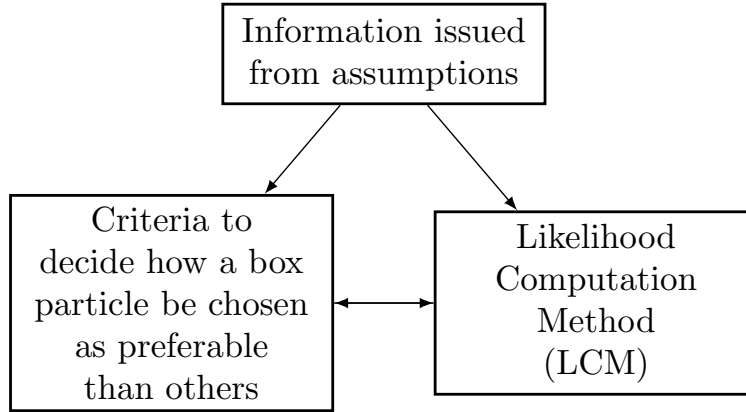 Information issued
from assumptions
Criteria to
decide how a box
particle be chosen
as preferable
than others
Likelihood
Computation
Method
(LCM)